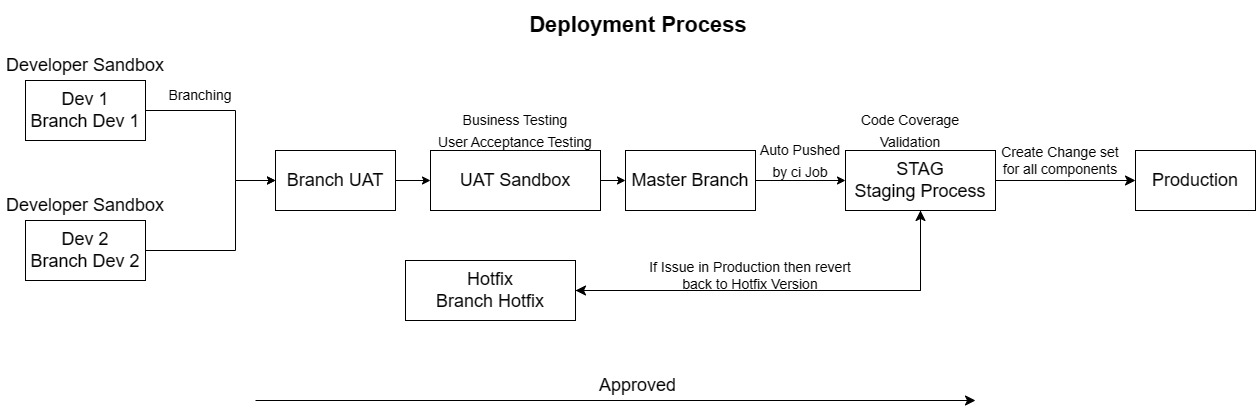 Deployment Process
Developer Sandbox
Dev 1
Branch Dev 1
Branching
Developer Sandbox
Dev 2
Branch Dev 2
Branch UAT
Business Testing
User Acceptance Testing
UAT Sandbox
Master Branch
Auto Pushed
by ci Job
Code Coverage
Validation
STAG
Staging Process
Create Change set
for all components
Production
Hotfix
Branch Hotfix
If Issue in Production then revert
back to Hotfix Version
Approved